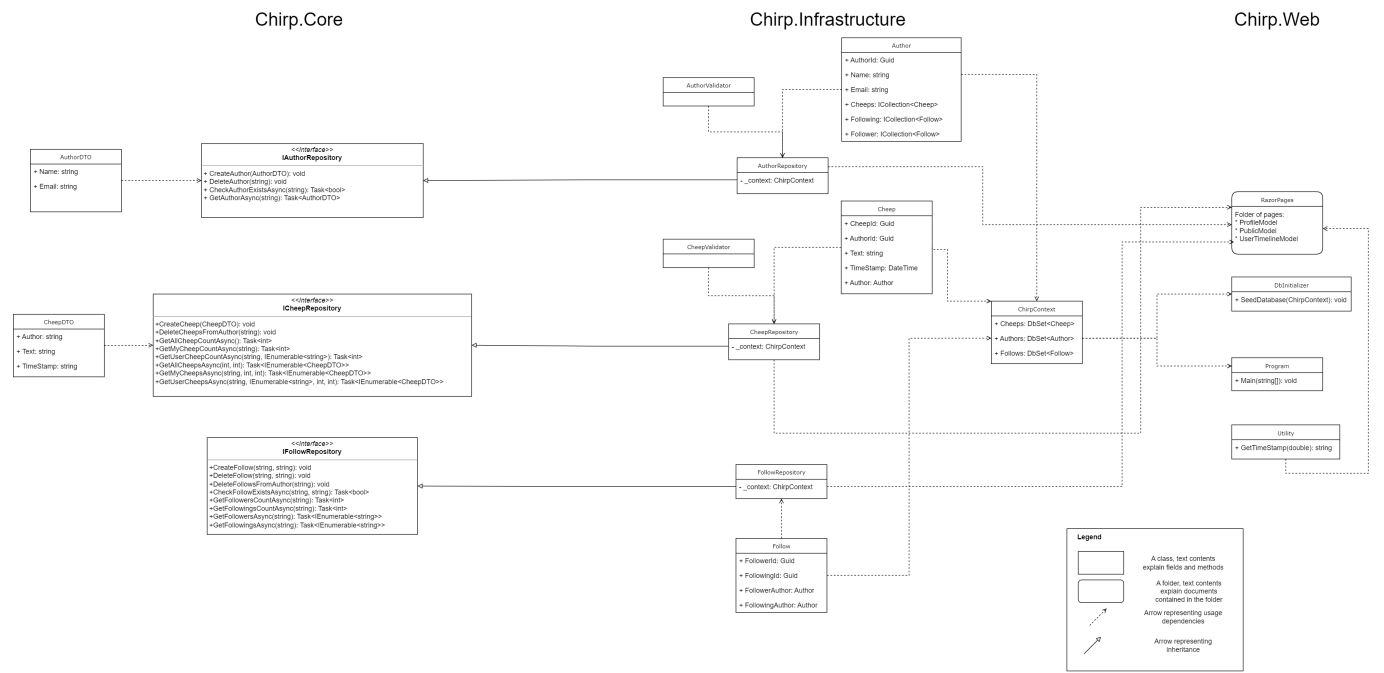 Chirp.Core
Chirp.Infrastructure
Chirp.Web
AuthorDTO
+ Name: string
+ Email: string
<<Interface>>
IAuthorRepository
+ CreateAuthor(AuthorDTO): void
+ DeleteAuthor(string): void
+ CheckAuthorExistsAsync(string): Task<bool>
+ GetAuthorAsync(string): Task<AuthorDTO>
CheepDTO
+ Author: string
+ Text: string
+ TimeStamp: string
<<Interface>>
ICheepRepository
+CreateCheep(CheepDTO): void
+DeleteCheepsFromAuthor(string): void
+GetAllCheepCountAsync(): Task<int>
+GetMyCheepCountAsync(string): Task<int>
+GetUserCheepCountAsync(string, IEnumerable<string>): Task<int>
+GetAllCheepsAsync(int, int): Task<IEnumerable<CheepDTO>>
+GetMyCheepsAsync(string, int, int): Task<IEnumerable<CheepDTO>>
+GetUserCheepsAsync(string, IEnumerable<string>, int, int): Task<IEnumerable<CheepDTO>>
<<Interface>>
IFollowRepository
+CreateFollow(string, string): void
+DeleteFollow(string, string): void
+DeleteFollowsFromAuthor(string): void
+CheckFollowExistsAsync(string, string): Task<bool>
+GetFollowersCountAsync(string): Task<int>
+GetFollowingsCountAsync(string): Task<int>
+GetFollowersAsync(string): Task<IEnumerable<string>>
+GetFollowingsAsync(string): Task<IEnumerable<string>>
AuthorValidator
Author
+ AuthorId: Guid
+ Name: string
+ Email: string
+ Cheeps: ICollection<Cheep>
+ Following: ICollection<Follow>
+ Follower: ICollection<Follow>
AuthorRepository
- _context: ChirpContext
CheepValidator
Cheep
+ CheepId: Guid
+ AuthorId: Guid
+ Text: string
+ TimeStamp: DateTime
+ Author: Author
CheepRepository
- _context: ChirpContext
ChirpContext
+ Cheeps: DbSet<Cheep>
+ Authors: DbSet<Author>
+ Follows: DbSet<Follow>
FollowRepository
- _context: ChirpContext
Follow
+ FollowerId: Guid
+ FollowingId: Guid
+ FollowerAuthor: Author
+ FollowingAuthor: Author
RazorPages
Folder of pages:
* ProfileModel
* PublicModel
* UserTimelineModel
DbInitializer
+ SeedDatabase(ChirpContext): void
Program
+ Main(string[]): void
Utility
+ GetTimeStamp(double): string
Legend
A class, text contents
explain fields and methods
A folder, text contents
explain documents
contained in the folder
Arrow representing usage
dependencies
Arrow representing
inheritance